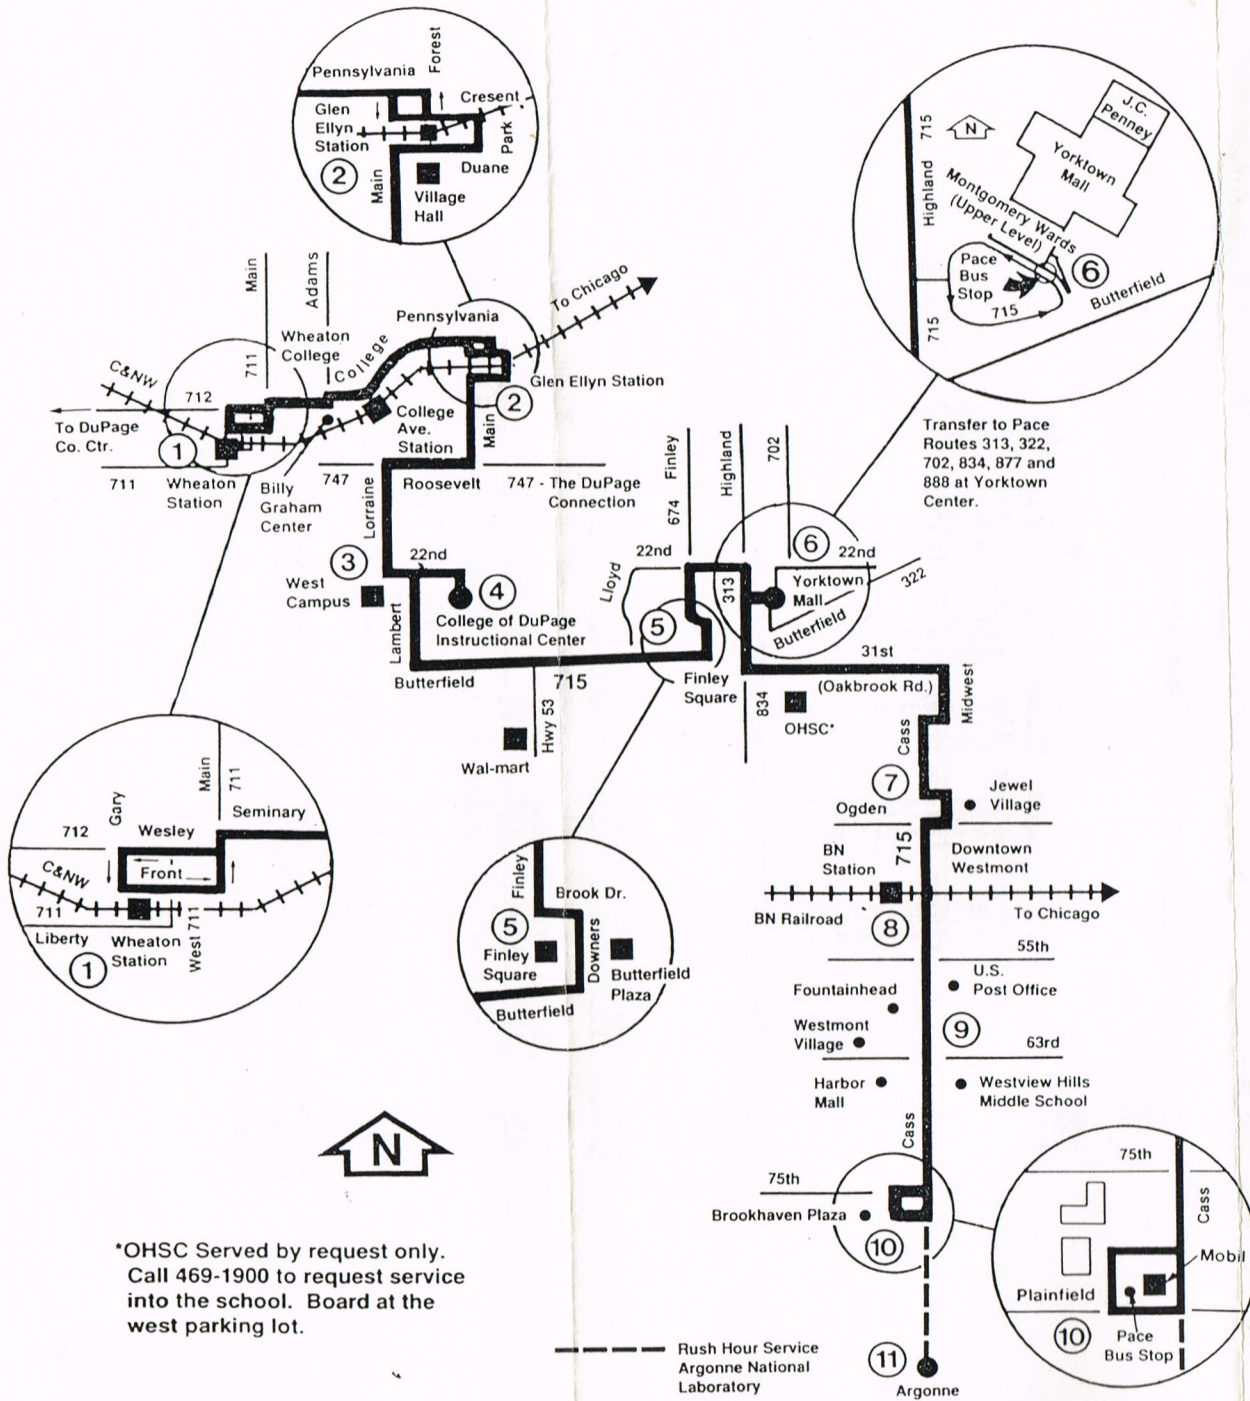 Pennsylvania
Forest
Glen
Ellyn
Station
Cresent
Park
2
Main
Duane
Village
Hall
715
Highland
715
N
J.C.
Penney
Yorktown
Mall
Montgomery Wards
(Upper Level)
Pace
Bus
Stop
6
715
Butterfield
Transfer to Pace
Routes 313, 322,
702, 834, 877 and
888 at Yorktown
Center.
Main
711
Adams
Wheaton
College
College
Pennsylvania
To Chicago
C&NW
712
To DuPage
Co. Ctr.
1
711
Wheaton
Station
Billy
Graham
Center
College
Ave.
Station
Main
2
Glen Ellyn Station
747
Roosevelt
747 - The DuPage
Connection
Lorraine
3
West
Campus
22nd
4
College of DuPage
Instructional Center
Lambert
Butterfield
715
Hwy 53
Wal-mart
Lloyd
22nd
674
Finley
Highland
702
5
Finley
Square
313
6
22nd
Yorktown
Mall
322
Butterfield
31st
(Oakbrook Rd.)
834
OHSC*
Midwest
Cass
7
Ogden
Jewel
Village
715
BN
Station
Downtown
Westmont
BN Railroad
To Chicago
8
55th
U.S.
Post Office
Fountainhead
Westmont
Village
9
63rd
Harbor
Mall
Westview Hills
Middle School
Cass
75th
Brookhaven Plaza
10
11
Argonne
Main
711
Gary
Wesley
Seminary
712
C&NW
Front
711
Liberty
Wheaton
Station
West 711
1
Finley
Brook Dr.
5
Finley
Square
Downers
Butterfield
Plaza
Butterfield
75th
Cass
Mobil
Plainfield
10
Pace
Bus Stop
N
*OHSC Served by request only.
Call 469-1900 to request service
into the school. Board at the
west parking lot.
Rush Hour Service
Argonne National
Laboratory